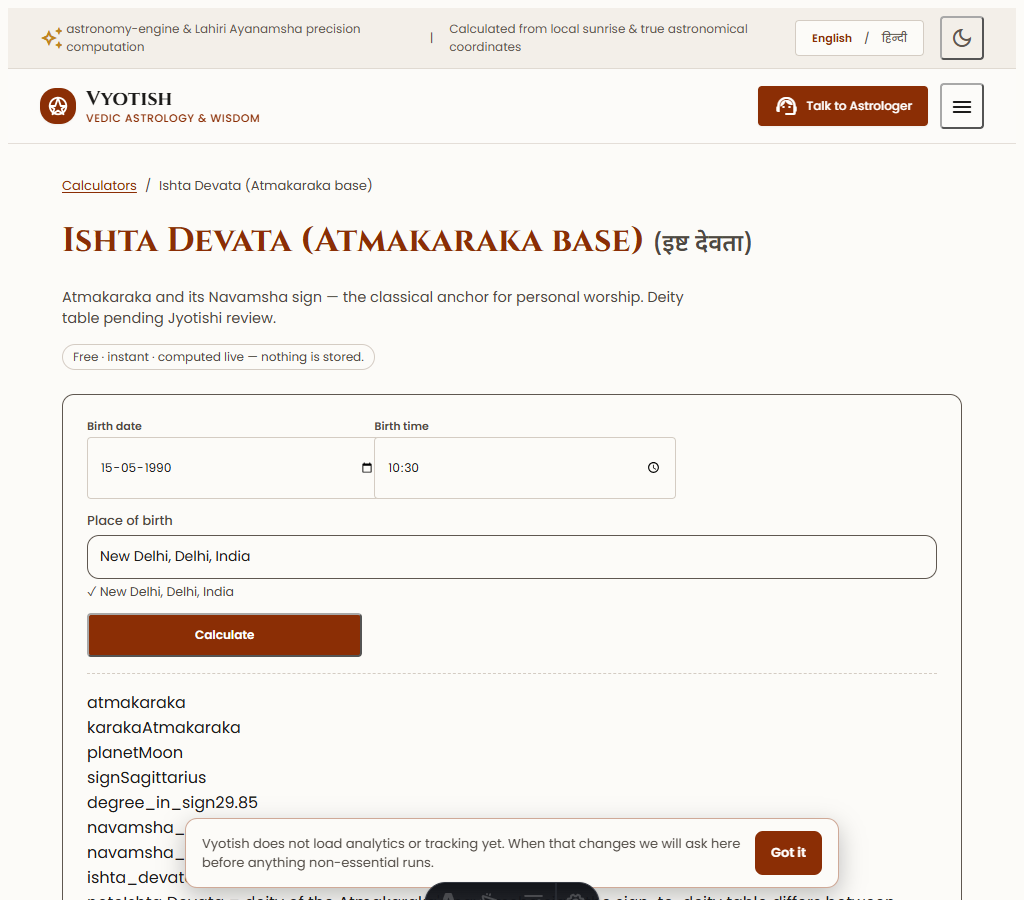 astronomy-engine & Lahiri Ayanamsha precision
computation
|
Calculated from local sunrise & true astronomical
coordinates
English / हिन्दी
Vyotish
VEDIC ASTROLOGY & WISDOM
Talk to Astrologer
Calculators / Ishta Devata (Atmakaraka base)
Ishta Devata (Atmakaraka base) (इष्ट देवता)
Atmakaraka and its Navamsha sign — the classical anchor for personal worship. Deity
table pending Jyotishi review.
Free · instant · computed live — nothing is stored.
Birth date
Birth time
15-05-1990
10:30
Place of birth
New Delhi, Delhi, India
✓ New Delhi, Delhi, India
Calculate
atmakaraka
karakaAtmakaraka
planetMoon
signSagittarius
degree_in_sign29.85
navamsha_
navamsha_
ishta_devat
Vyotish does not load analytics or tracking yet. When that changes we will ask here
before anything non-essential runs.
Got it